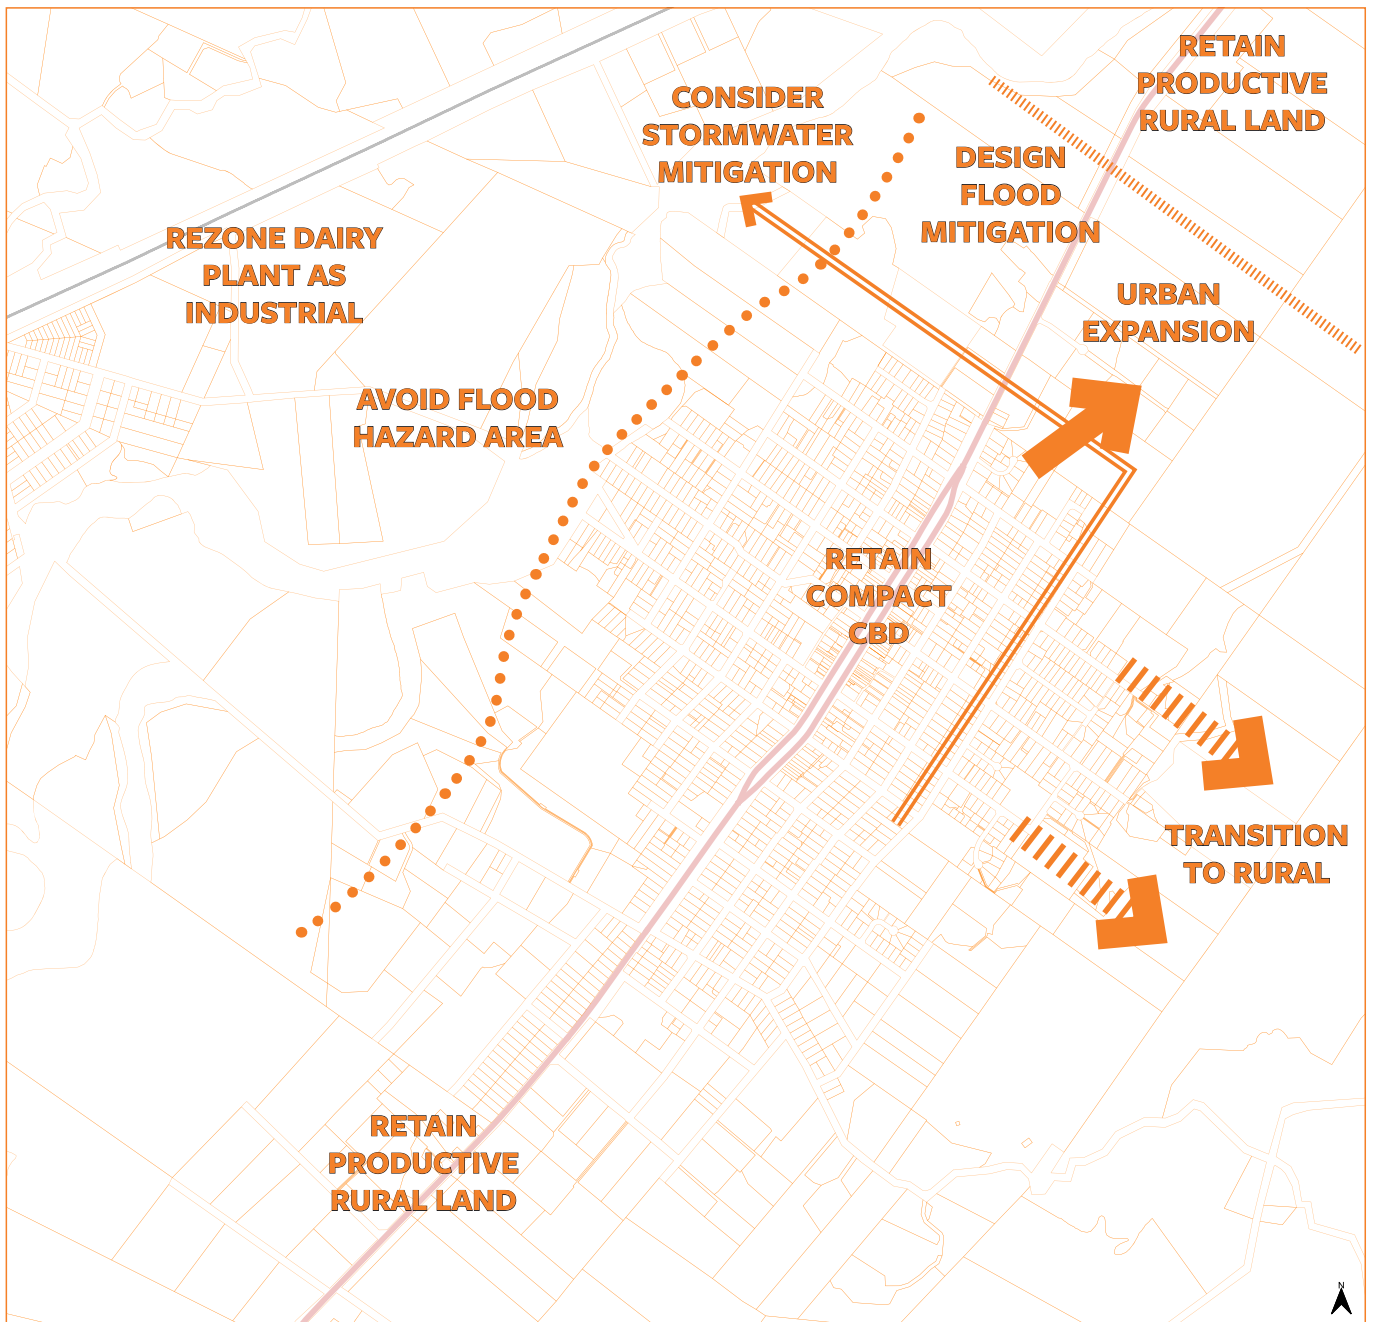 RETAIN
PRODUCTIVE
RURAL LAND
CONSIDER
STORMWATER
MITIGATION
DESIGN
FLOOD
MITIGATION
REZONE DAIRY
PLANT AS
INDUSTRIAL
URBAN
EXPANSION
AVOID FLOOD
HAZARD AREA
RETAIN
COMPACT
CBD
TRANSITION
TO RURAL
RETAIN
PRODUCTIVE
RURAL LAND
N